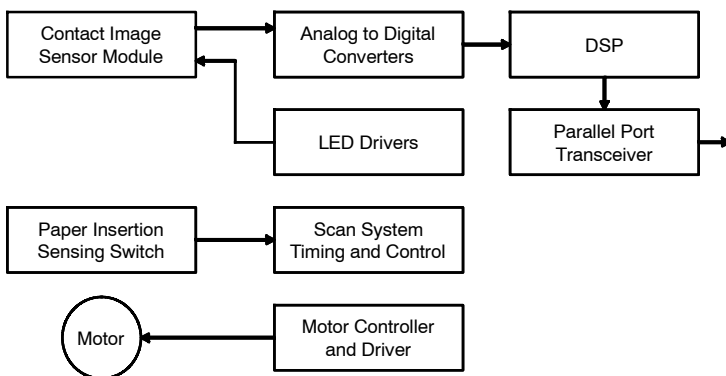 Contact Image
Sensor Module
Analog to Digital
Converters
DSP
LED Drivers
Parallel Port
Transceiver
Paper Insertion
Sensing Switch
Scan System
Timing and Control
Motor
Motor Controller
and Driver